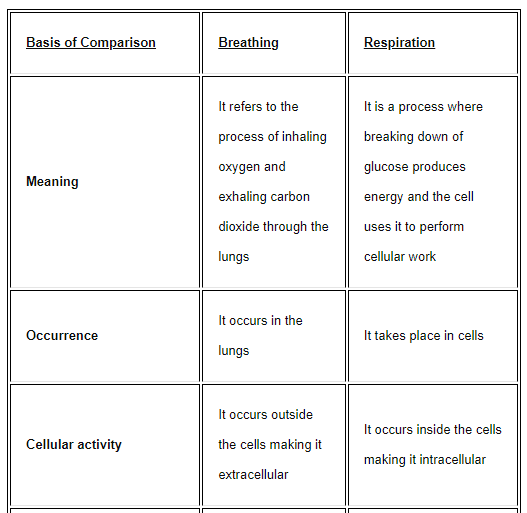 Basis of Comparison
Breathing
Respiration
Meaning
It refers to the
process of inhaling
oxygen and
exhaling carbon
dioxide through the
lungs
It is a process where
breaking down of
glucose produces
energy and the cell
uses it to perform
cellular work
Occurrence
It occurs in the
lungs
It takes place in cells
Cellular activity
It occurs outside
the cells making it
extracellular
It occurs inside the cells
making it intracellular